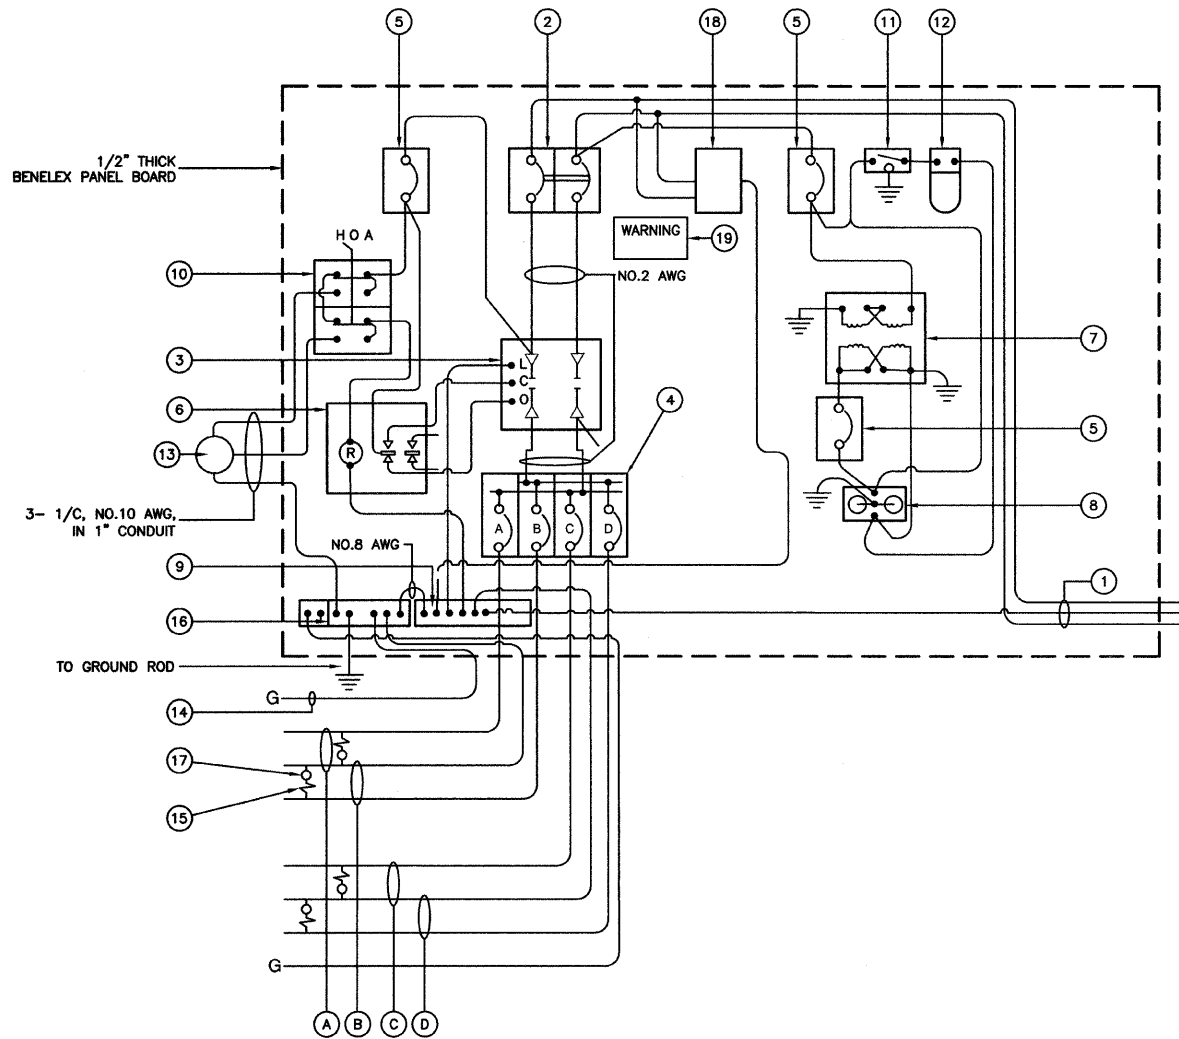 5
2
18
5
11
12
1/2" THICK
BENELEX PANEL BOARD
H O A
WARNING
19
10
NO.2 AWG
3
L
C
O
7
6
4
13
R
5
A
B
C
D
8
3- 1/C, NO.10 AWG,
IN 1" CONDUIT
NO.8 AWG
9
1
16
TO GROUND ROD
G
14
17
15
G
A
B
C
D